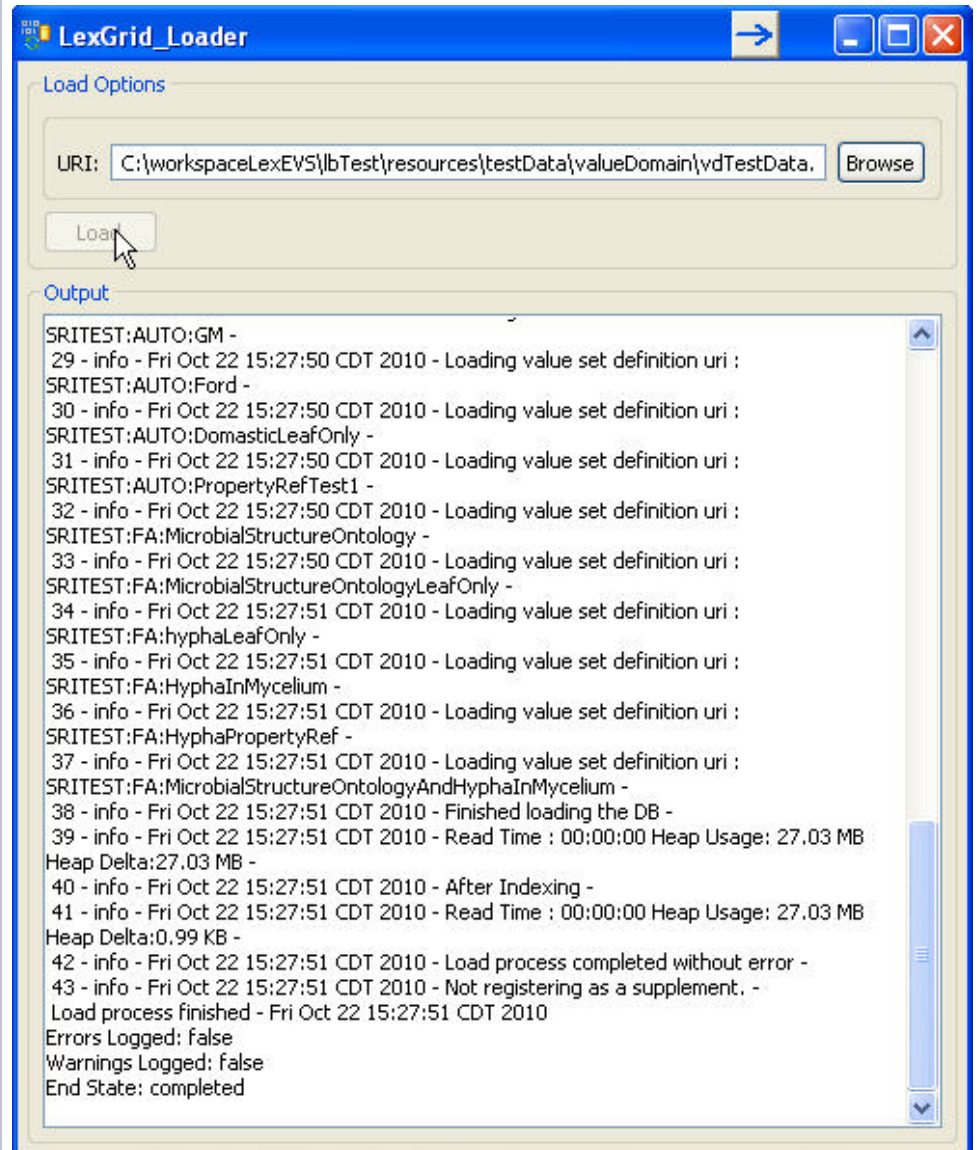 LexGrid_Loader
Load Options
URI: C:\workspaceLexEVS\lbTest\resources\testData\valueDomain\vdTestData. Browse
Load
Output
SRITEST:AUTO:GM -
29 - info - Fri Oct 22 15:27:50 CDT 2010 - Loading value set definition uri :
SRITEST:AUTO:Ford -
30 - info - Fri Oct 22 15:27:50 CDT 2010 - Loading value set definition uri :
SRITEST:AUTO:DomasticLeafOnly -
31 - info - Fri Oct 22 15:27:50 CDT 2010 - Loading value set definition uri :
SRITEST:AUTO:PropertyRefTest1 -
32 - info - Fri Oct 22 15:27:50 CDT 2010 - Loading value set definition uri :
SRITEST:FA:MicrobialStructureOntology -
33 - info - Fri Oct 22 15:27:50 CDT 2010 - Loading value set definition uri :
SRITEST:FA:MicrobialStructureOntologyLeafOnly -
34 - info - Fri Oct 22 15:27:51 CDT 2010 - Loading value set definition uri :
SRITEST:FA:hyphaLeafOnly -
35 - info - Fri Oct 22 15:27:51 CDT 2010 - Loading value set definition uri :
SRITEST:FA:HyphaInMycelium -
36 - info - Fri Oct 22 15:27:51 CDT 2010 - Loading value set definition uri :
SRITEST:FA:HyphaPropertyRef -
37 - info - Fri Oct 22 15:27:51 CDT 2010 - Loading value set definition uri :
SRITEST:FA:MicrobialStructureOntologyAndHyphaInMycelium -
38 - info - Fri Oct 22 15:27:51 CDT 2010 - Finished loading the DB -
39 - info - Fri Oct 22 15:27:51 CDT 2010 - Read Time : 00:00:00 Heap Usage: 27.03 MB
Heap Delta:27.03 MB -
40 - info - Fri Oct 22 15:27:51 CDT 2010 - After Indexing -
41 - info - Fri Oct 22 15:27:51 CDT 2010 - Read Time : 00:00:00 Heap Usage: 27.03 MB
Heap Delta:0.99 KB -
42 - info - Fri Oct 22 15:27:51 CDT 2010 - Load process completed without error -
43 - info - Fri Oct 22 15:27:51 CDT 2010 - Not registering as a supplement. -
Load process finished - Fri Oct 22 15:27:51 CDT 2010
Errors Logged: false
Warnings Logged: false
End State: completed